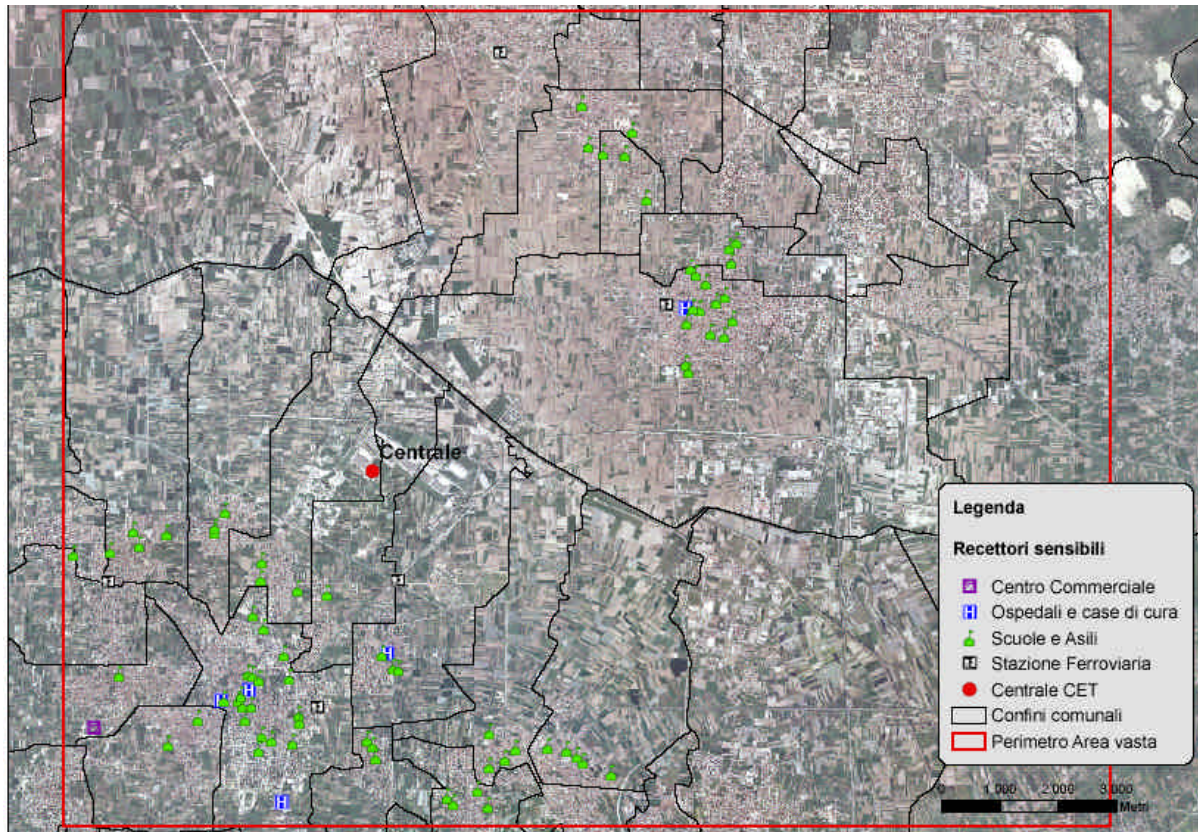 Centrale
Legenda
Recettori sensibili
Centro Commerciale
H Ospedali e case di cura
Scuole e Asili
Stazione Ferroviaria
Centrale CET
Confini comunali
Perimetro Area vasta
0 1.000 2.000 3.000
Metri